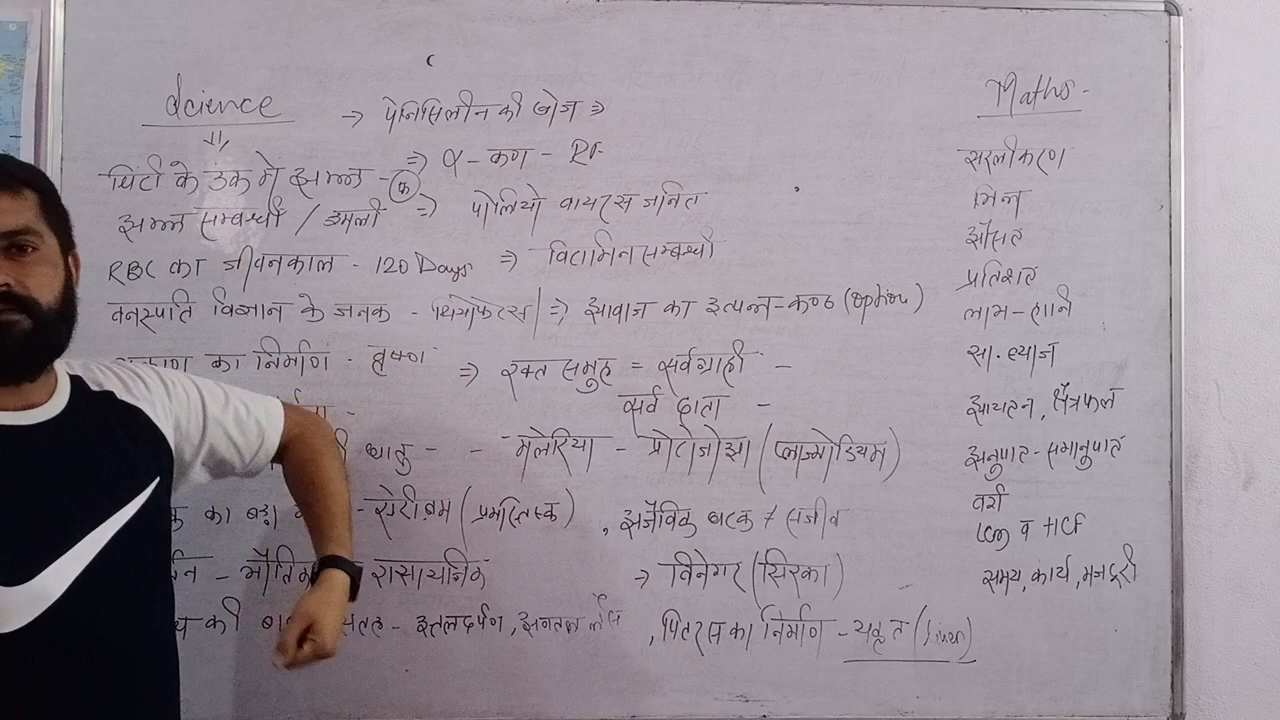 Science
⇓
→ पेनिसिलीन की खोज ⇒
चिंटी के डंक में अम्ल - ⇒ α - कण - RF
अम्ल सम्बन्धी / इमली ⇒ पोलियो वायरस जनित
RBC का जीवनकाल - 120 Days ⇒ विटामिन सम्बन्धी
वनस्पति विज्ञान के जनक - थियोफ्रेटस ⇒ आवाज का उत्पन्न - कण्ठ (option)
का निर्माण - ⇒ रक्त समुह = सर्वग्राही -
सर्व दाता -
धातु - - मलेरिया - प्रोटोजोआ (प्लाज्मोडियम)
का बड़ा - (प्रमस्तिष्क) , अजैविक घटक ≠ सजीव
- रासायनिक → विनेगर (सिरका)
की - उत्तलदर्पण, अवतल लेंस , पितरस का निर्माण - यकृत (liver)
Maths -
सरलीकरण
भिन्न
औसत
प्रतिशत
लाभ - हानि
सा. ब्याज
आयतन, क्षेत्रफल
अनुपात - समानुपात
वर्ग
LCM व HCF
समय, कार्य, मजदूरी